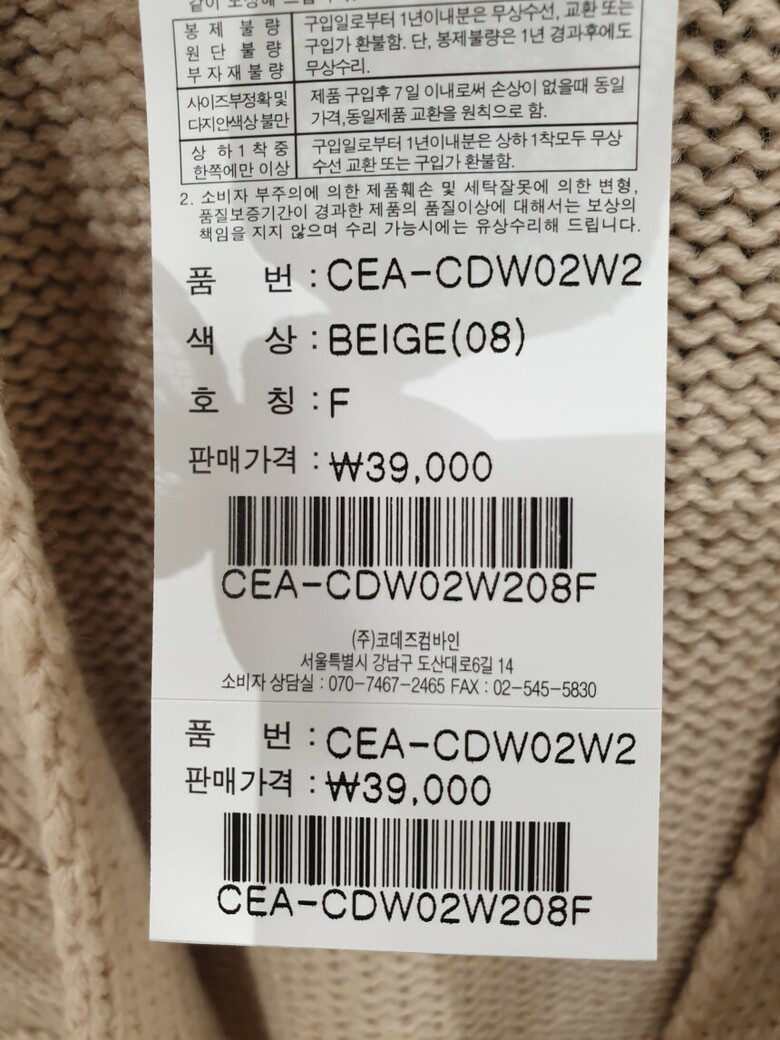 같이 보상해 드립니다.
봉 제 불 량
원 단 불 량
부 자 재 불 량
구입일로부터 1년이내분은 무상수선, 교환 또는
구입가 환불함. 단, 봉제불량은 1년 경과후에도
무상수리.
사이즈부정확 및
다지안색상 불만
제품 구입후 7일 이내로써 손상이 없을때 동일
가격,동일제품 교환을 원칙으로 함.
상 하 1 착 중
한쪽에만 이상
구입일로부터 1년이내분은 상하 1착모두 무상
수선 교환 또는 구입가 환불함.
2. 소비자 부주의에 의한 제품훼손 및 세탁잘못에 의한 변형,
품질보증기간이 경과한 제품의 품질이상에 대해서는 보상의
책임을 지지 않으며 수리 가능시에는 유상수리해 드립니다.
품 번 : CEA-CDW02W2
색 상 : BEIGE(08)
호 칭 : F
판매가격 : ₩39,000
CEA-CDW02W208F
(주)코데즈컴바인
서울특별시 강남구 도산대로6길 14
소비자 상담실 : 070-7467-2465 FAX : 02-545-5830
품 번 : CEA-CDW02W2
판매가격 : ₩39,000
CEA-CDW02W208F